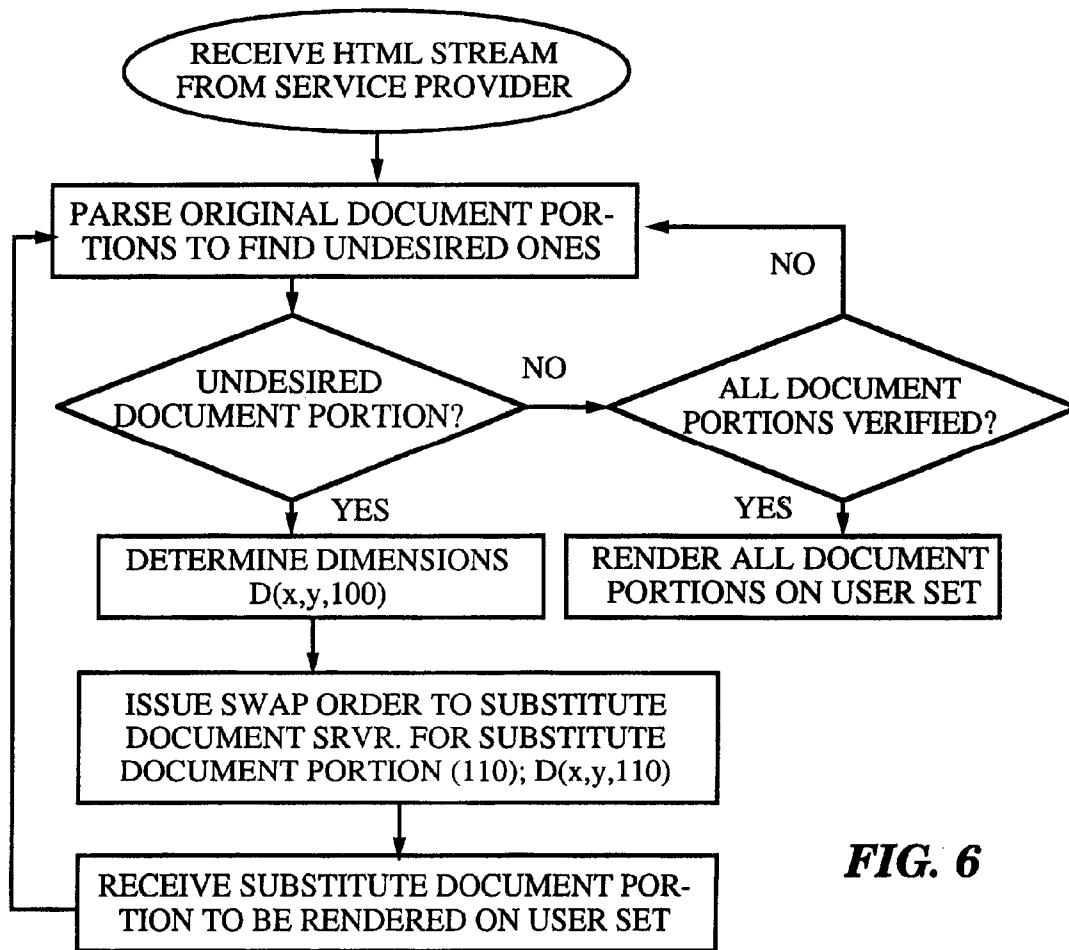 RECEIVE HTML STREAM
FROM SERVICE PROVIDER
PARSE ORIGINAL DOCUMENT POR-
TIONS TO FIND UNDESIRED ONES
NO
UNDESIRED
DOCUMENT PORTION?
NO
ALL DOCUMENT
PORTIONS VERIFIED?
YES
YES
DETERMINE DIMENSIONS
D(x,y,100)
RENDER ALL DOCUMENT
PORTIONS ON USER SET
ISSUE SWAP ORDER TO SUBSTITUTE
DOCUMENT SRVR. FOR SUBSTITUTE
DOCUMENT PORTION (110); D(x,y,110)
RECEIVE SUBSTITUTE DOCUMENT POR-
TION TO BE RENDERED ON USER SET
FIG. 6